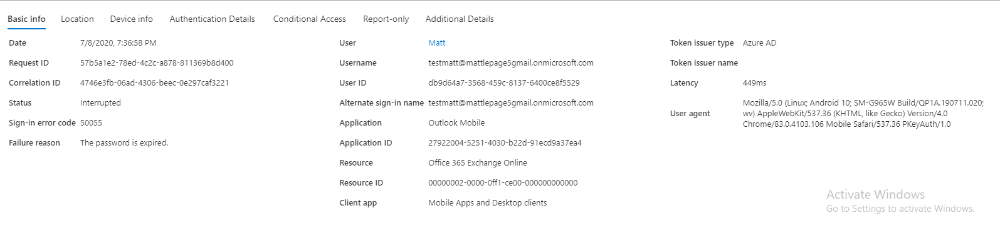 Basic info Location Device info Authentication Details Conditional Access Report-only Additional Details
Date 7/8/2020, 7:36:58 PM
Request ID 57b5a1e2-78ed-4c2c-a878-811369b8d400
Correlation ID 4746e3fb-06ad-4306-beec-0e297caf3221
Status Interrupted
Sign-in error code 50055
Failure reason The password is expired.
User Matt
Username testmatt@mattlepage5gmail.onmicrosoft.com
User ID db9d64a7-3568-459c-8137-6400ce8f5529
Alternate sign-in name testmatt@mattlepage5gmail.onmicrosoft.com
Application Outlook Mobile
Application ID 27922004-5251-4030-b22d-91ecd9a37ea4
Resource Office 365 Exchange Online
Resource ID 00000002-0000-0ff1-ce00-000000000000
Client app Mobile Apps and Desktop clients
Token issuer type Azure AD
Token issuer name
Latency 449ms
User agent Mozilla/5.0 (Linux; Android 10; SM-G965W Build/QP1A.190711.020;
wv) AppleWebKit/537.36 (KHTML, like Gecko) Version/4.0
Chrome/83.0.4103.106 Mobile Safari/537.36 PKeyAuth/1.0
Activate Windows
Go to Settings to activate Windows.